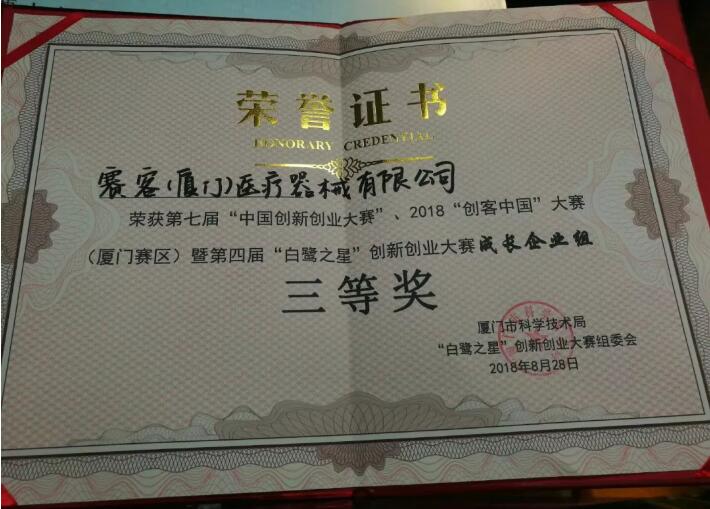 荣誉证书
HONORARY CREDENTIAL
赛客(厦门)医疗器械有限公司
荣获第七届“中国创新创业大赛”、2018“创客中国”大赛
（厦门赛区）暨第四届“白鹭之星”创新创业大赛成长企业组
三等奖
厦门市科学技术局
“白鹭之星”创新创业大赛组委会
2018年8月28日